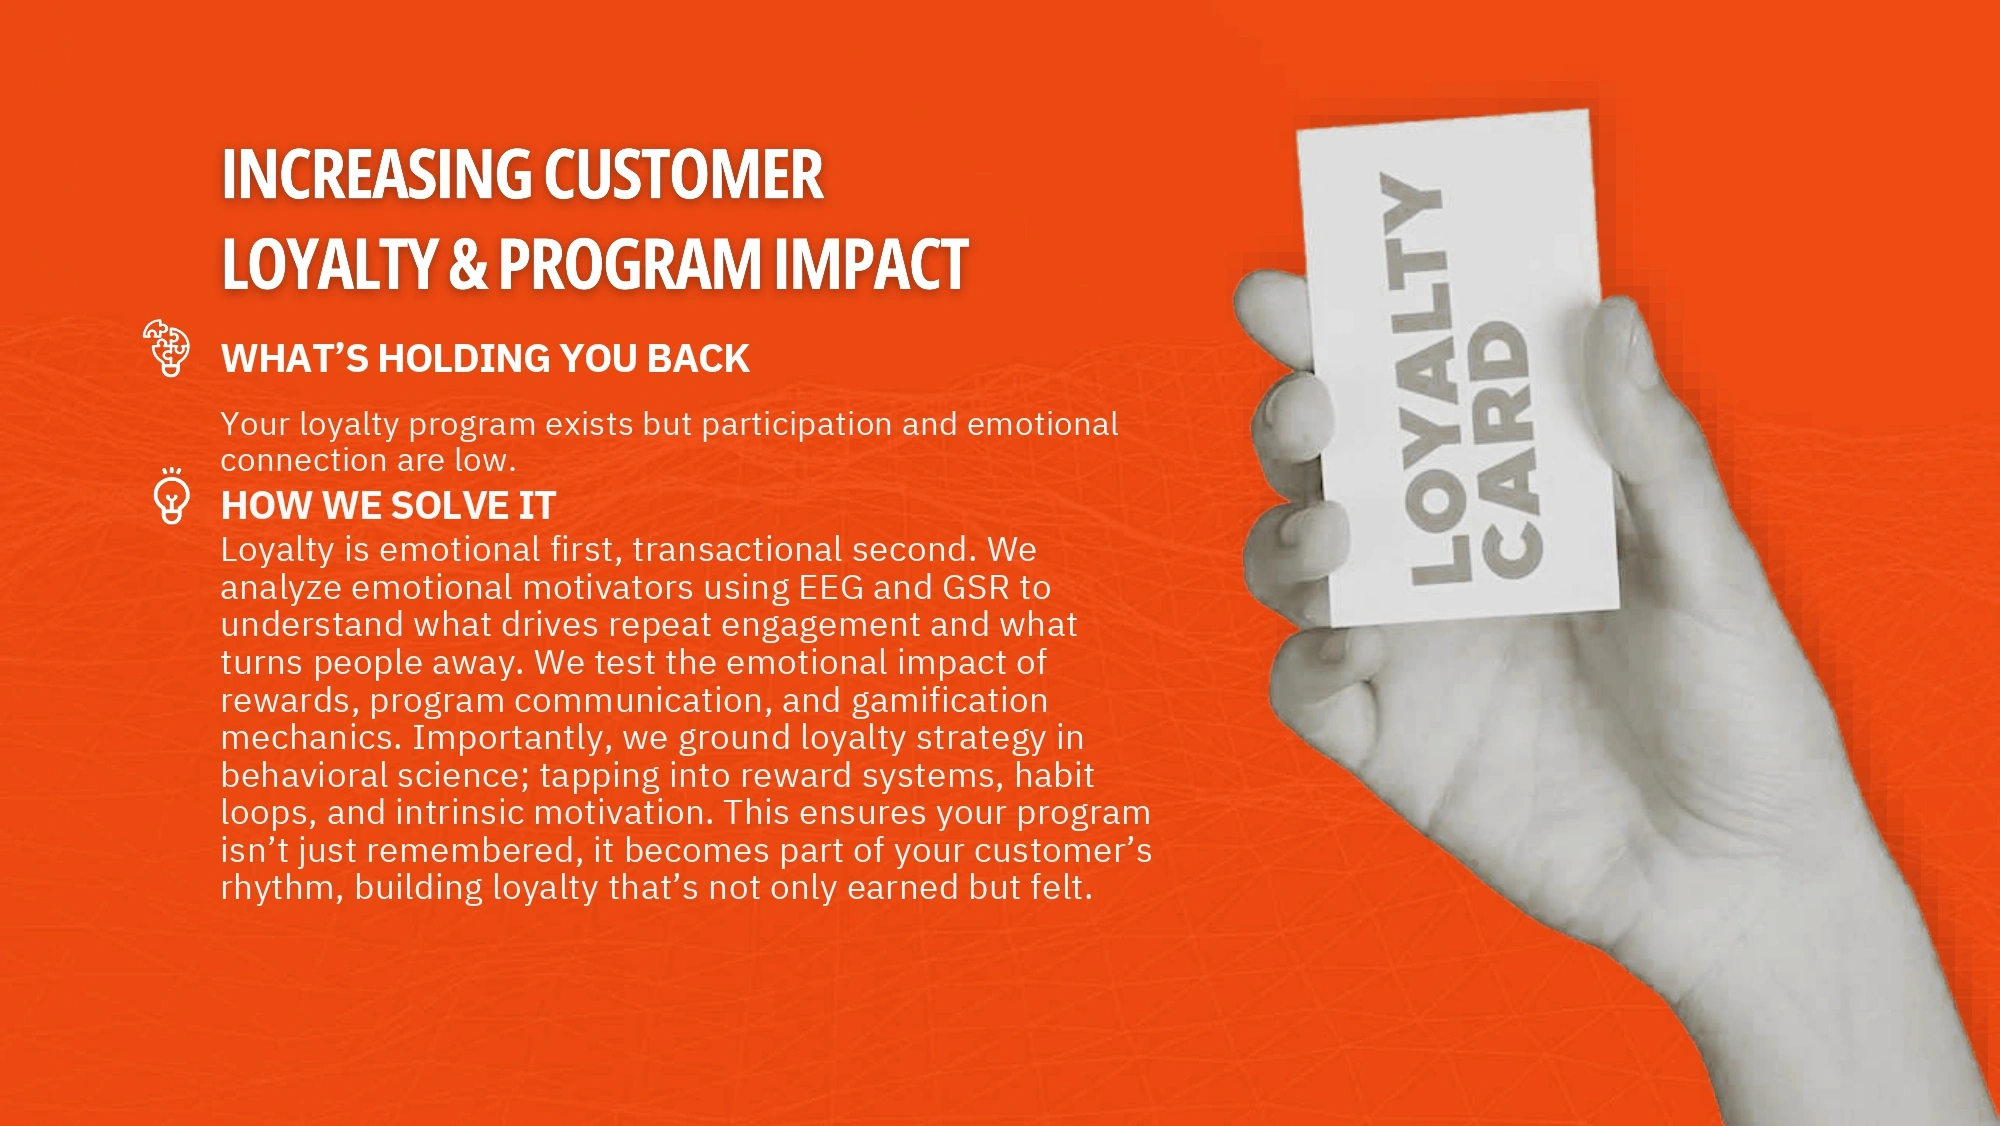 INCREASING CUSTOMER
LOYALTY & PROGRAM IMPACT
WHAT’S HOLDING YOU BACK
Your loyalty program exists but participation and emotional
connection are low.
HOW WE SOLVE IT
Loyalty is emotional first, transactional second. We
analyze emotional motivators using EEG and GSR to
understand what drives repeat engagement and what
turns people away. We test the emotional impact of
rewards, program communication, and gamification
mechanics. Importantly, we ground loyalty strategy in
behavioral science; tapping into reward systems, habit
loops, and intrinsic motivation. This ensures your program
isn’t just remembered, it becomes part of your customer’s
rhythm, building loyalty that’s not only earned but felt.
LOYALTY
CARD